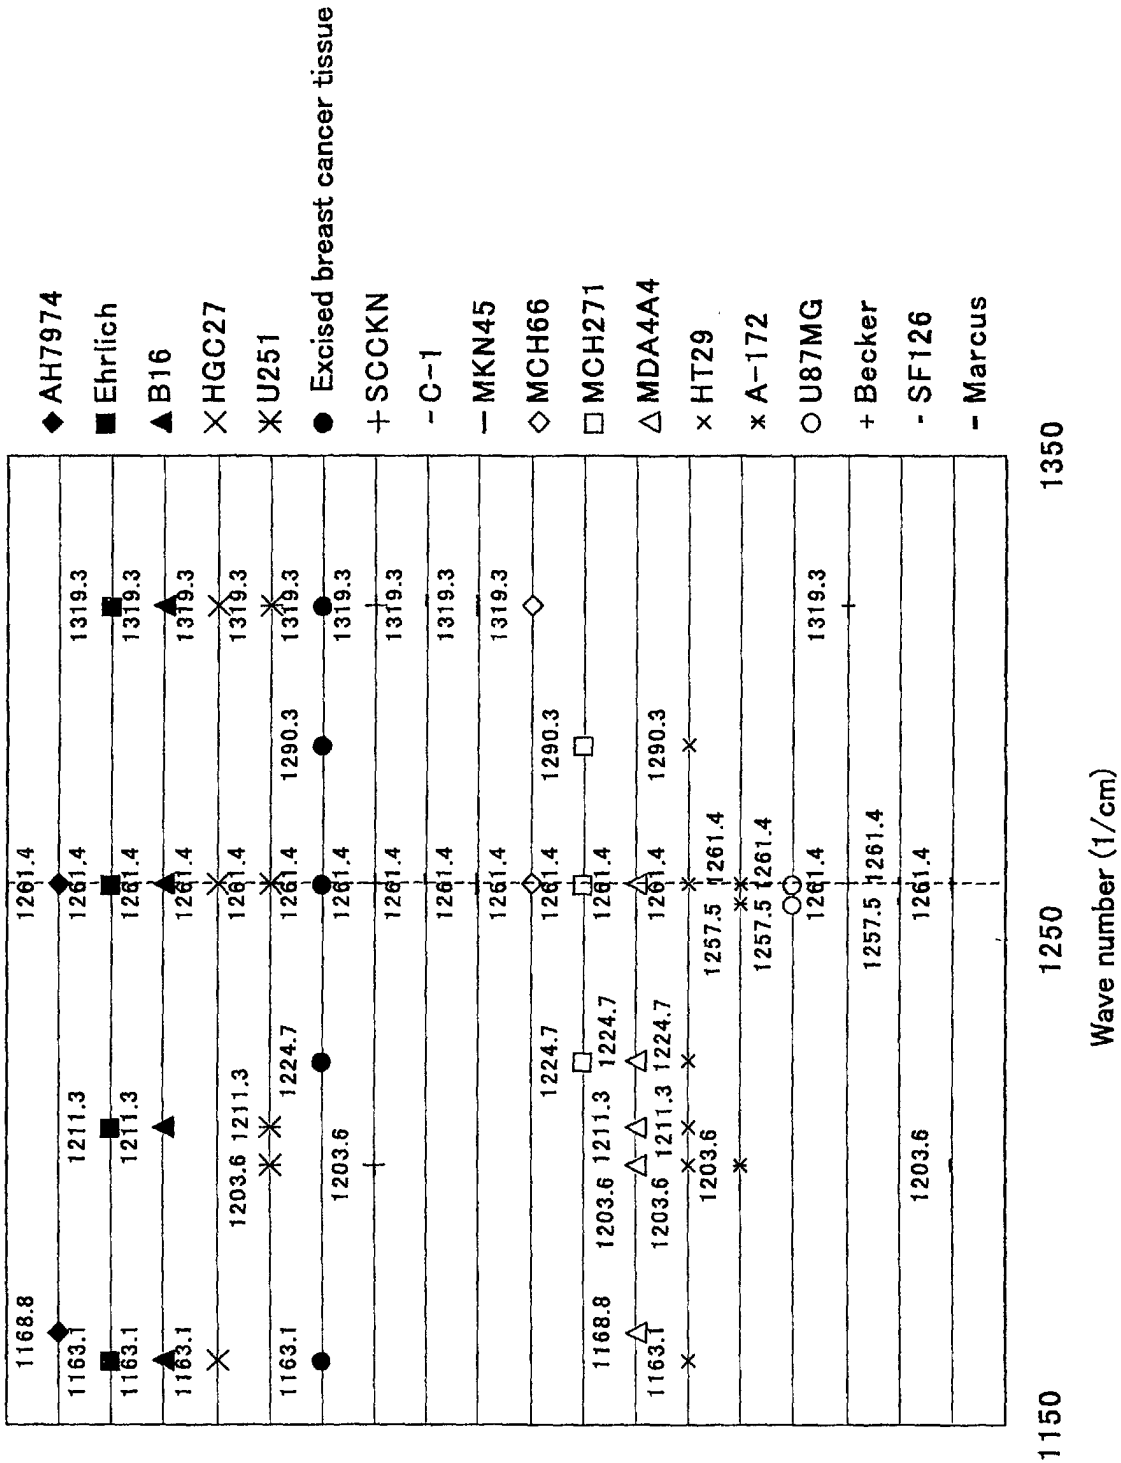 1168.8 1261.4
AH7974
1163.1 1211.3 1261.4 1319.3
Ehrlich
1163.1 1211.3 1261.4 1319.3
B16
1163.1 1261.4 1319.3
HGC27
1203.6 1211.3 1261.4 1319.3
U251
1163.1 1224.7 1261.4 1290.3 1319.3
Excised breast cancer tissue
1203.6 1261.4 1319.3
SCCKN
1261.4 1319.3
C-1
1261.4 1319.3
MKN45
1261.4 1319.3
MCH66
1224.7 1261.4 1290.3
MCH271
1168.8 1203.6 1211.3 1224.7 1261.4
MDA4A4
1163.1 1203.6 1211.3 1224.7 1261.4 1290.3
HT29
1203.6 1257.5 1261.4
A-172
1257.5 1261.4
U87MG
1261.4 1319.3
Becker
1257.5 1261.4
SF126
1203.6 1261.4
Marcus
1150 1250 1350
Wave number (1/cm)